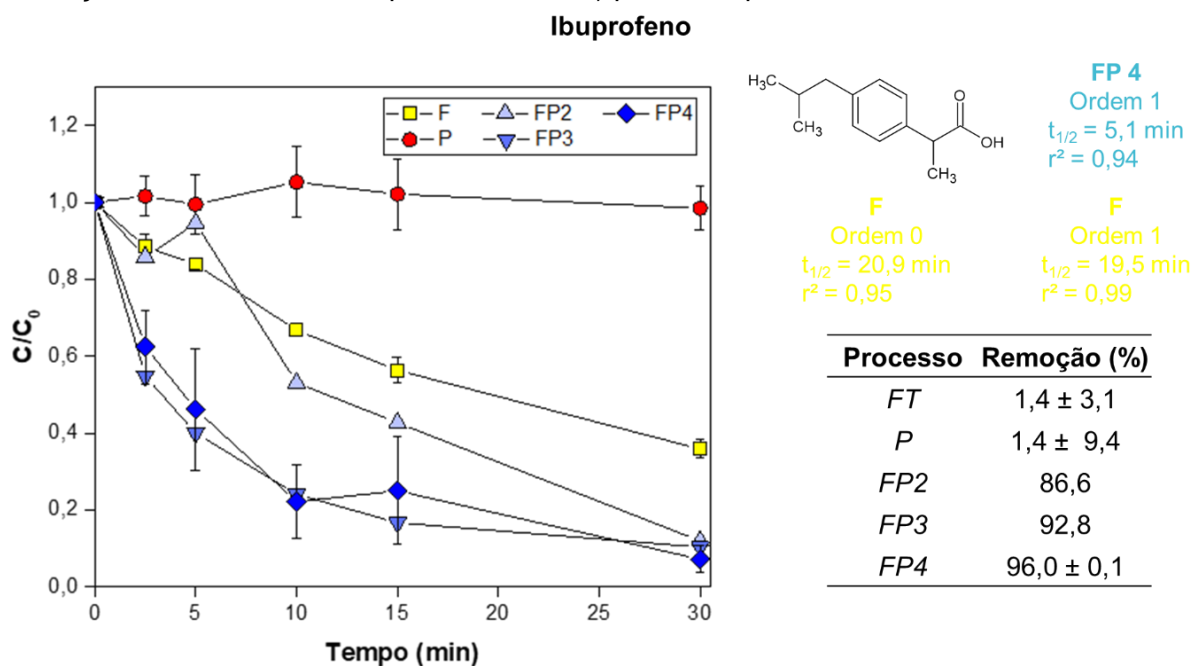 Ibuprofeno
F FP2 FP4
P FP3
1,2
1,0
0,8
0,6
0,4
0,2
0,0
C/C0
0 5 10 15 20 25 30
Tempo (min)
H3C
CH3
O
OH
CH3
FP 4
Ordem 1
t1/2 = 5,1 min
r² = 0,94
F
Ordem 0
t1/2 = 20,9 min
r² = 0,95
F
Ordem 1
t1/2 = 19,5 min
r² = 0,99
Processo Remoção (%)
FT 1,4 ± 3,1
P 1,4 ± 9,4
FP2 86,6
FP3 92,8
FP4 96,0 ± 0,1